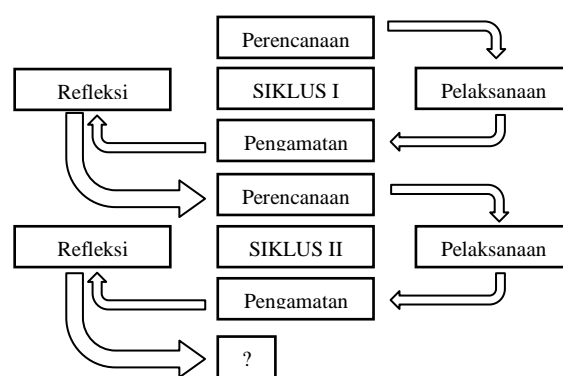 Perencanaan
Refleksi
SIKLUS I
Pelaksanaan
Pengamatan
Perencanaan
Refleksi
SIKLUS II
Pelaksanaan
Pengamatan
?